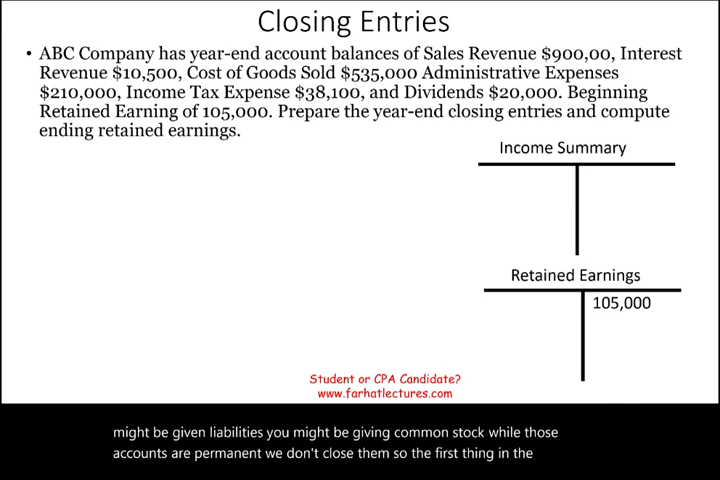 Closing Entries
• ABC Company has year-end account balances of Sales Revenue $900,00, Interest
Revenue $10,500, Cost of Goods Sold $535,000 Administrative Expenses
$210,000, Income Tax Expense $38,100, and Dividends $20,000. Beginning
Retained Earning of 105,000. Prepare the year-end closing entries and compute
ending retained earnings.
Income Summary
Retained Earnings
105,000
Student or CPA Candidate?
www.farhatlectures.com
might be given liabilities you might be giving common stock while those
accounts are permanent we don't close them so the first thing in the